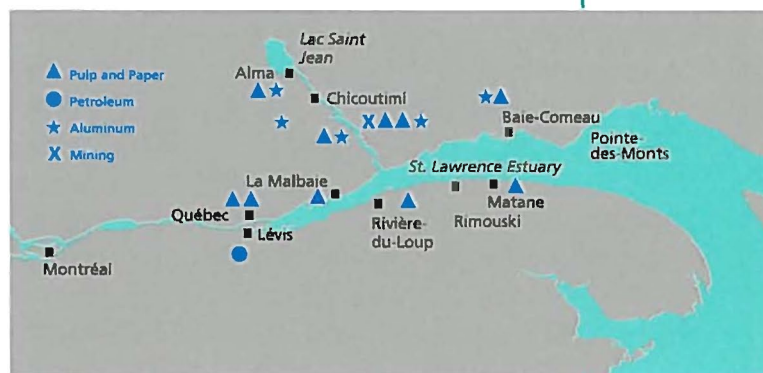 Lac Saint
Jean
Alma
Pulp and Paper
Petroleum
Aluminum
X Mining
Chicoutimi
Baie-Comeau
Pointe-
des-Monts
St. Lawrence Estuary
La Malbaie
Matane
Québec
Rivière-
du-Loup
Rimouski
Lévis
Montréal